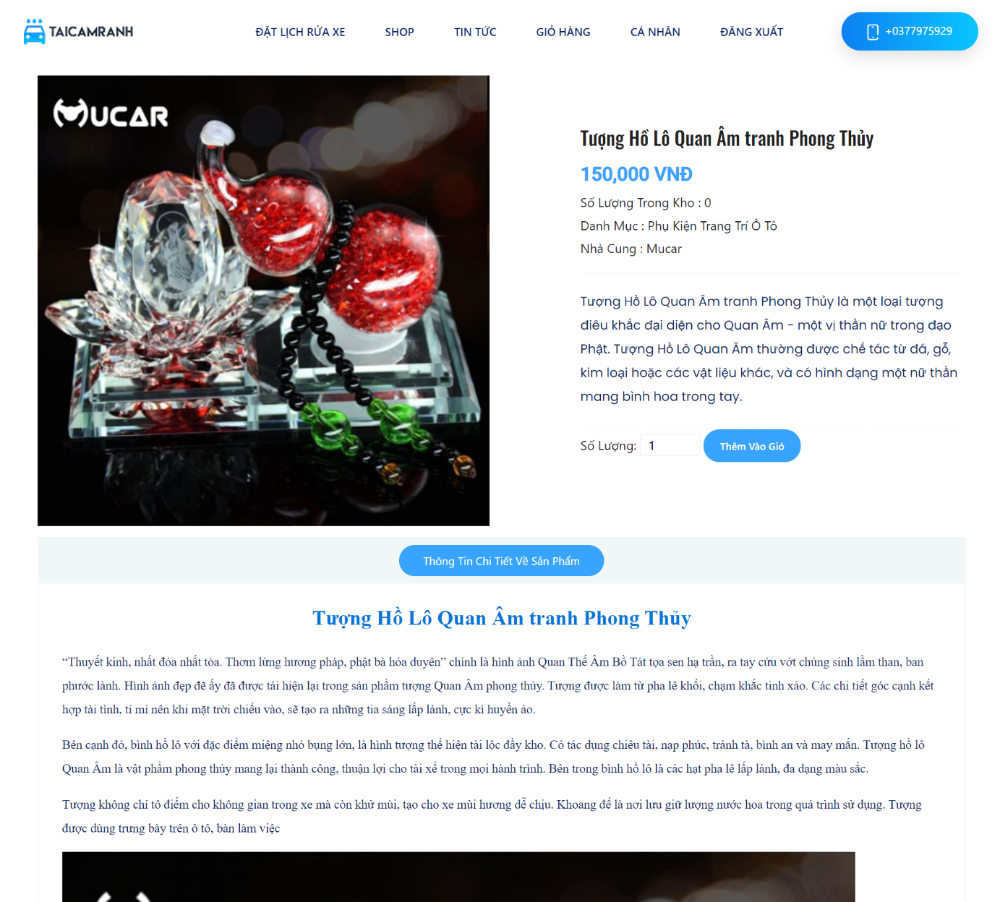 TAICAMRANH
ĐẶT LỊCH RỬA XE
SHOP
TIN TỨC
GIỎ HÀNG
CÁ NHÂN
ĐĂNG XUẤT
+0377975929
MUCAR
Tượng Hồ Lô Quan Âm tranh Phong Thủy
150,000 VNĐ
Số Lượng Trong Kho : 0
Danh Mục : Phụ Kiện Trang Trí Ô Tô
Nhà Cung : Mucar
Tượng Hồ Lô Quan Âm tranh Phong Thủy là một loại tượng
điêu khắc đại diện cho Quan Âm - một vị thần nữ trong đạo
Phật. Tượng Hồ Lô Quan Âm thường được chế tác từ đá, gỗ,
kim loại hoặc các vật liệu khác, và có hình dạng một nữ thần
mang bình hoa trong tay.
Số Lượng: 1 Thêm Vào Giỏ
Thông Tin Chi Tiết Về Sản Phẩm
Tượng Hồ Lô Quan Âm tranh Phong Thủy
“Thuyết kinh, nhất đóa nhất tòa. Thơm lừng hương pháp, phật bà hóa duyên” chính là hình ảnh Quan Thế Âm Bồ Tát tọa sen hạ trần, ra tay cứu vớt chúng sinh lầm than, ban
phước lành. Hình ảnh đẹp đẽ ấy đã được tái hiện lại trong sản phẩm tượng Quan Âm phong thủy. Tượng được làm từ pha lê khối, chạm khắc tinh xảo. Các chi tiết góc cạnh kết
hợp tài tình, tỉ mỉ nên khi mặt trời chiếu vào, sẽ tạo ra những tia sáng lấp lánh, cực kì huyền ảo.
Bên cạnh đó, bình hồ lô với đặc điểm miệng nhỏ bụng lớn, là hình tượng thể hiện tài lộc đầy kho. Có tác dụng chiêu tài, nạp phúc, tránh tà, bình an và may mắn. Tượng hồ lô
Quan Âm là vật phẩm phong thủy mang lại thành công, thuận lợi cho tài xế trong mọi hành trình. Bên trong bình hồ lô là các hạt pha lê lấp lánh, đa dạng màu sắc.
Tượng không chỉ tô điểm cho không gian trong xe mà còn khử mùi, tạo cho xe mùi hương dễ chịu. Khoang đế là nơi lưu giữ lượng nước hoa trong quá trình sử dụng. Tượng
được dùng trưng bày trên ô tô, bàn làm việc